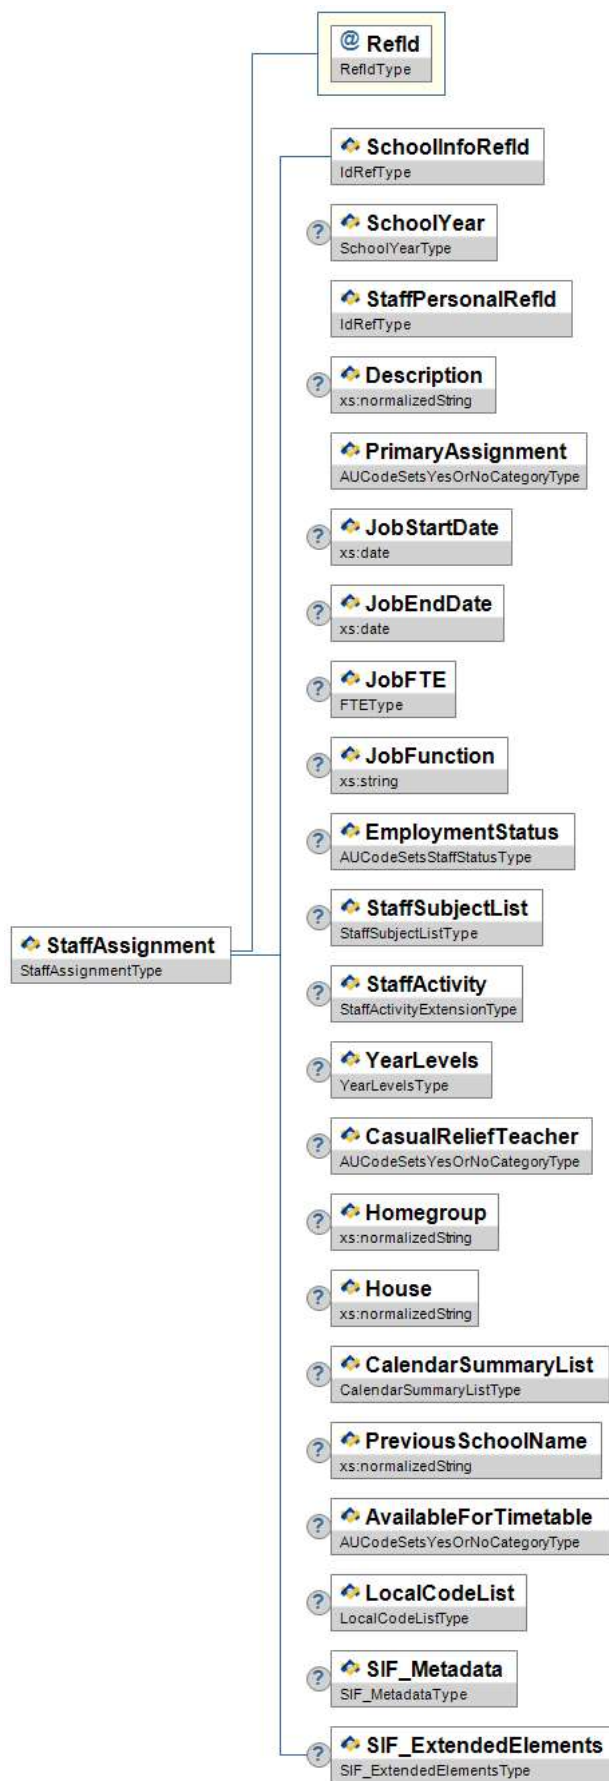 @ RefId
RefIdType
SchoolInfoRefId
IdRefType
? SchoolYear
SchoolYearType
StaffPersonalRefId
IdRefType
? Description
xs:normalizedString
PrimaryAssignment
AUCodeSetsYesOrNoCategoryType
? JobStartDate
xs:date
? JobEndDate
xs:date
? JobFTE
FTEType
? JobFunction
xs:string
? EmploymentStatus
AUCodeSetsStaffStatusType
? StaffSubjectList
StaffSubjectListType
StaffAssignment
StaffAssignmentType
? StaffActivity
StaffActivityExtensionType
? YearLevels
YearLevelsType
? CasualReliefTeacher
AUCodeSetsYesOrNoCategoryType
? Homegroup
xs:normalizedString
? House
xs:normalizedString
? CalendarSummaryList
CalendarSummaryListType
? PreviousSchoolName
xs:normalizedString
? AvailableForTimetable
AUCodeSetsYesOrNoCategoryType
? LocalCodeList
LocalCodeListType
? SIF_Metadata
SIF_MetadataType
? SIF_ExtendedElements
SIF_ExtendedElementsType